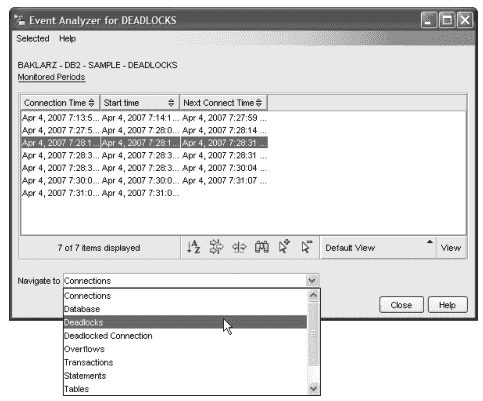 Event Analyzer for DEADLOCKS
Selected Help
BAKLARZ - DB2 - SAMPLE - DEADLOCKS
Monitored Periods
Connection Time Start time Next Connect Time
Apr 4, 2007 7:13:5... Apr 4, 2007 7:14:1... Apr 4, 2007 7:27:59 ...
Apr 4, 2007 7:27:5... Apr 4, 2007 7:28:0... Apr 4, 2007 7:28:14 ...
Apr 4, 2007 7:28:1... Apr 4, 2007 7:28:1... Apr 4, 2007 7:28:31 ...
Apr 4, 2007 7:28:3... Apr 4, 2007 7:28:3... Apr 4, 2007 7:28:31 ...
Apr 4, 2007 7:28:3... Apr 4, 2007 7:28:3... Apr 4, 2007 7:30:04 ...
Apr 4, 2007 7:30:0... Apr 4, 2007 7:30:0... Apr 4, 2007 7:31:07 ...
Apr 4, 2007 7:31:0... Apr 4, 2007 7:31:0...
7 of 7 items displayed Default View View
Navigate to Connections
Connections
Database
Deadlocks
Deadlocked Connection
Overflows
Transactions
Statements
Tables
Close Help